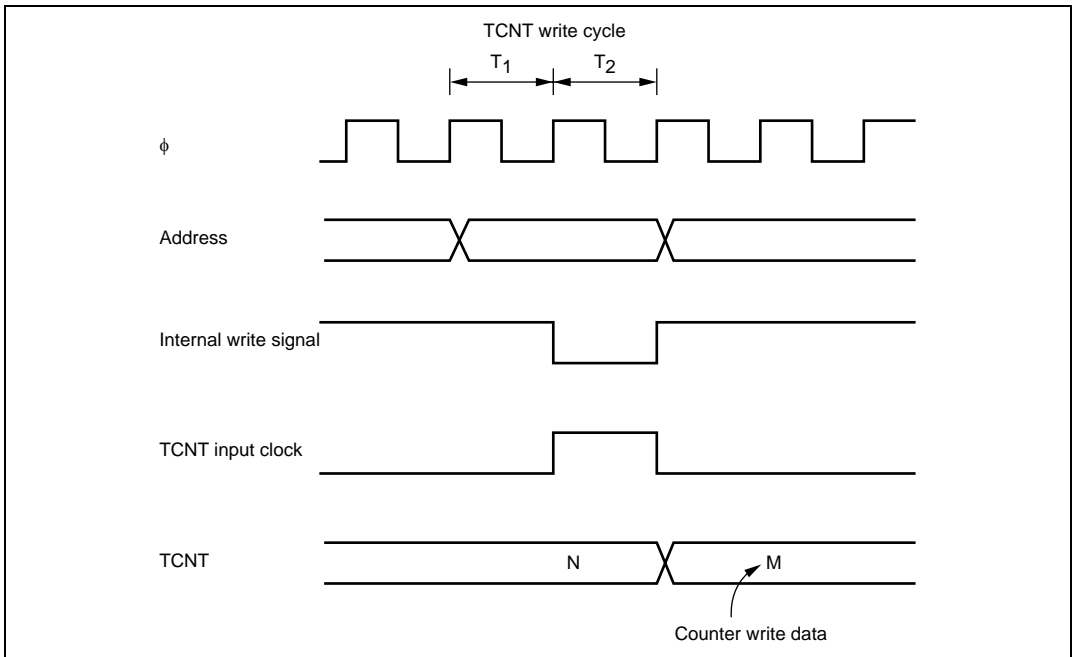 TCNT write cycle
T1 T2
ϕ
Address
Internal write signal
TCNT input clock
TCNT N M
Counter write data